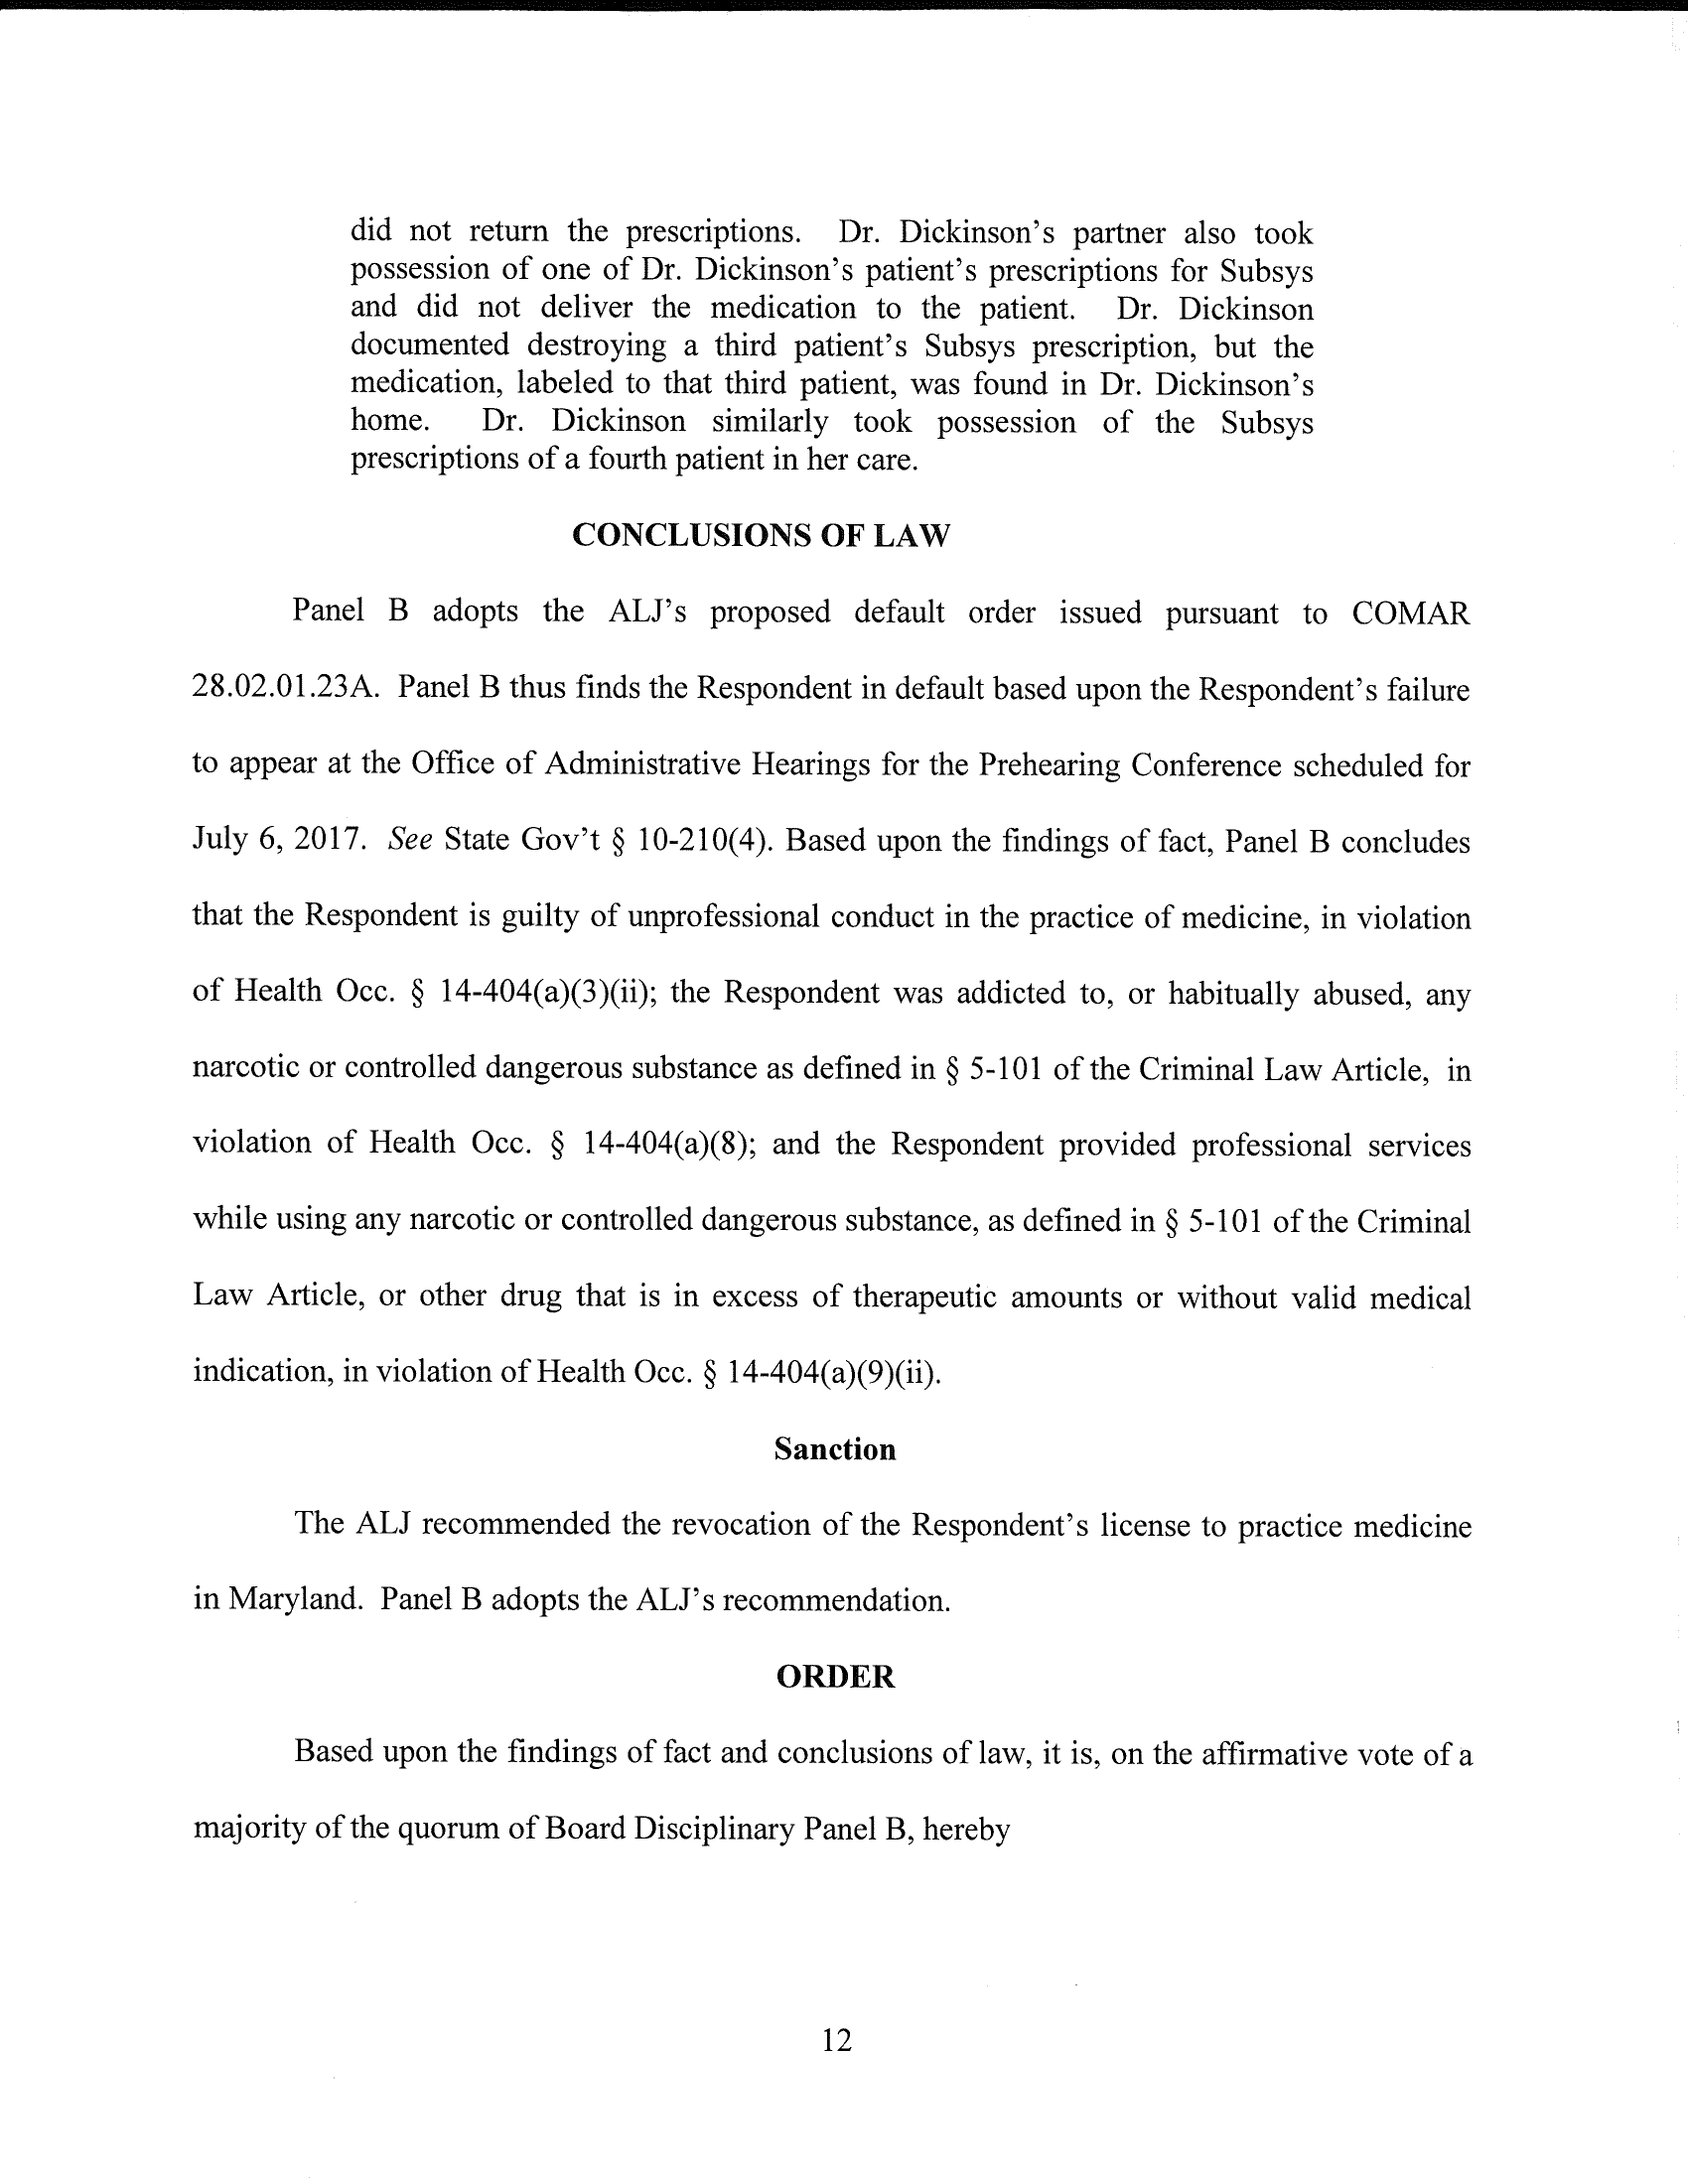 did not return the prescriptions. Dr. Dickinson's partner also took
possession of one of Dr. Dickinson's patient's prescriptions for Subsys
and did not deliver the medication to the patient. Dr. Dickinson
documented destroying a third patient's Subsys prescription, but the
medication, labeled to that third patient, was found in Dr. Dickinson's
home. Dr. Dickinson similarly took possession of the Subsys
prescriptions of a fourth patient in her care.
CONCLUSIONS OF LAW
Panel B adopts the ALJ's proposed default order issued pursuant to COMAR
28.02.01.23A. Panel B thus finds the Respondent in default based upon the Respondent's failure
to appear at the Office of Administrative Hearings for the Prehearing Conference scheduled for
July 6, 2017. See State Gov't § 10-210(4). Based upon the findings of fact, Panel B concludes
that the Respondent is guilty of unprofessional conduct in the practice of medicine, in violation
of Health Occ. § 14-404(a)(3)(ii); the Respondent was addicted to, or habitually abused, any
narcotic or controlled dangerous substance as defined in § 5-101 of the Criminal Law Article, in
violation of Health Occ. § 14-404(a)(8); and the Respondent provided professional services
while using any narcotic or controlled dangerous substance, as defined in § 5-101 of the Criminal
Law Article, or other drug that is in excess of therapeutic amounts or without valid medical
indication, in violation of Health Occ. § 14-404(a)(9)(ii).
Sanction
The ALJ recommended the revocation of the Respondent's license to practice medicine
in Maryland. Panel B adopts the ALJ's recommendation.
ORDER
Based upon the findings of fact and conclusions of law, it is, on the affirmative vote of a
majority of the quorum of Board Disciplinary Panel B, hereby
12